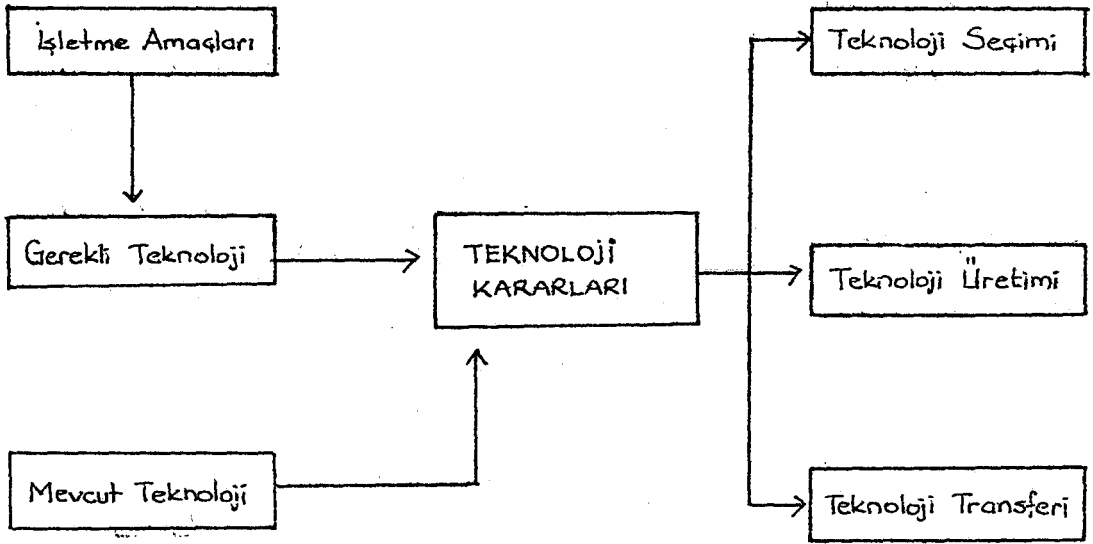 İşletme Amaçları
Teknoloji Seçimi
Gerekli Teknoloji
TEKNOLOJİ
KARARLARI
Teknoloji Üretimi
Mevcut Teknoloji
Teknoloji Transferi